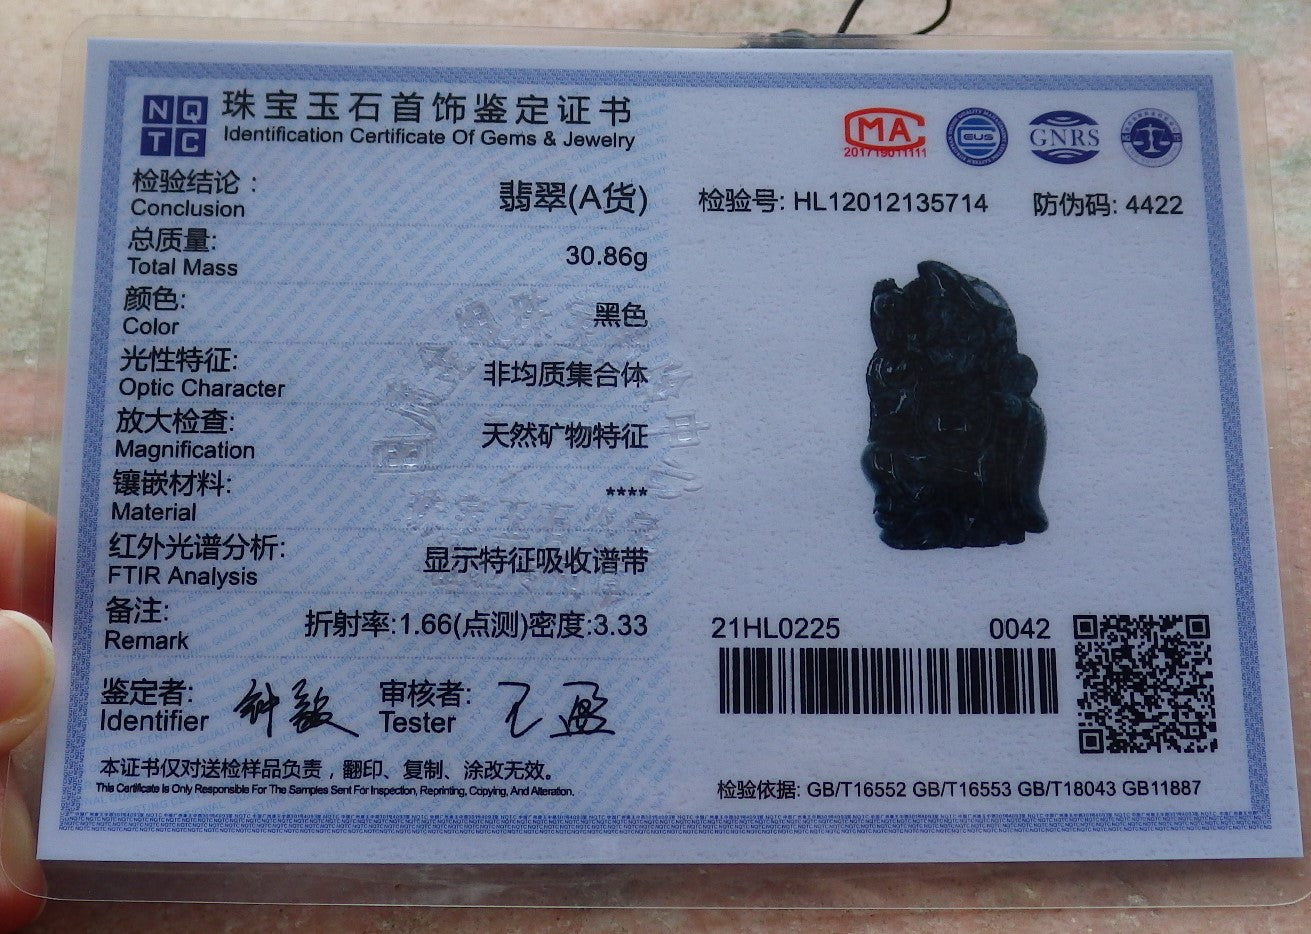 NQ
TC
珠宝玉石首饰鉴定证书
Identification Certificate Of Gems & Jewelry
检验结论：
Conclusion
翡翠(A货)
总质量:
Total Mass
30.86g
颜色:
Color
黑色
光性特征:
Optic Character
非均质集合体
放大检查:
Magnification
天然矿物特征
镶嵌材料:
Material
****
红外光谱分析:
FTIR Analysis
显示特征吸收谱带
备注:
Remark
折射率:1.66(点测)密度:3.33
鉴定者:
Identifier
审核者:
Tester
王盈
本证书仅对送检样品负责，翻印、复制、涂改无效。
This Certificate Is Only Responsible For The Samples Sent For Inspection, Reprinting, Copying, And Alteration.
MA
201719011111
CUS
GNRS
检验号: HL12012135714
防伪码: 4422
21HL0225
0042
检验依据: GB/T16552 GB/T16553 GB/T18043 GB11887